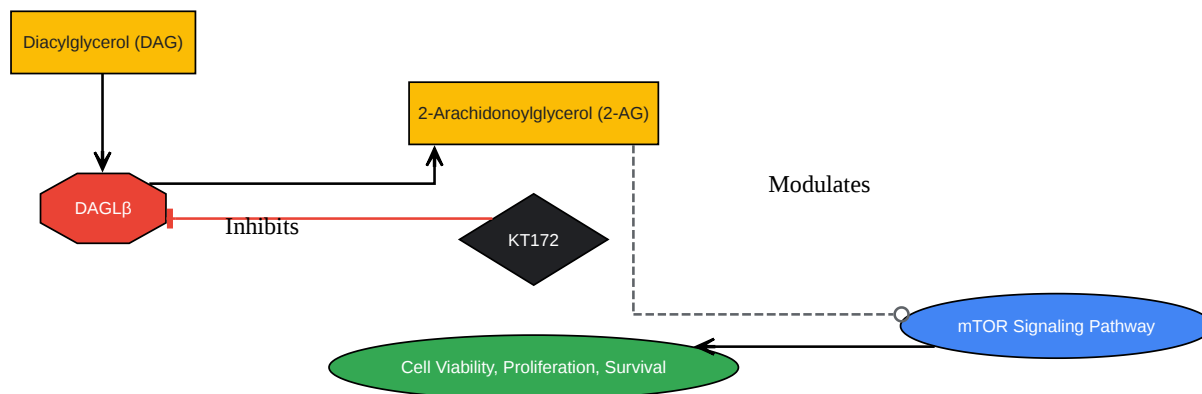 Diacylglycerol (DAG)
2-Arachidonoylglycerol (2-AG)
Modulates
DAGLβ
Inhibits
KT172
mTOR Signaling Pathway
Cell Viability, Proliferation, Survival